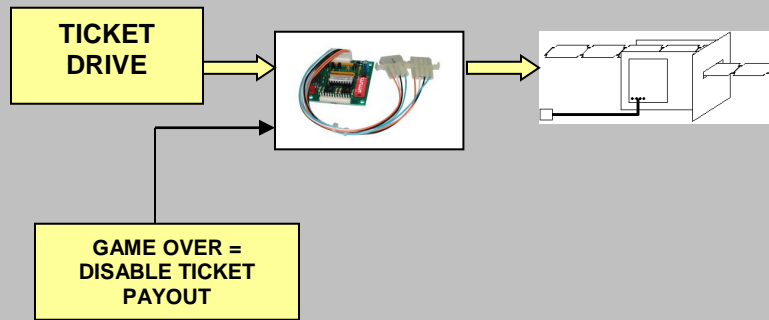 TICKET
DRIVE
GAME OVER =
DISABLE TICKET
PAYOUT